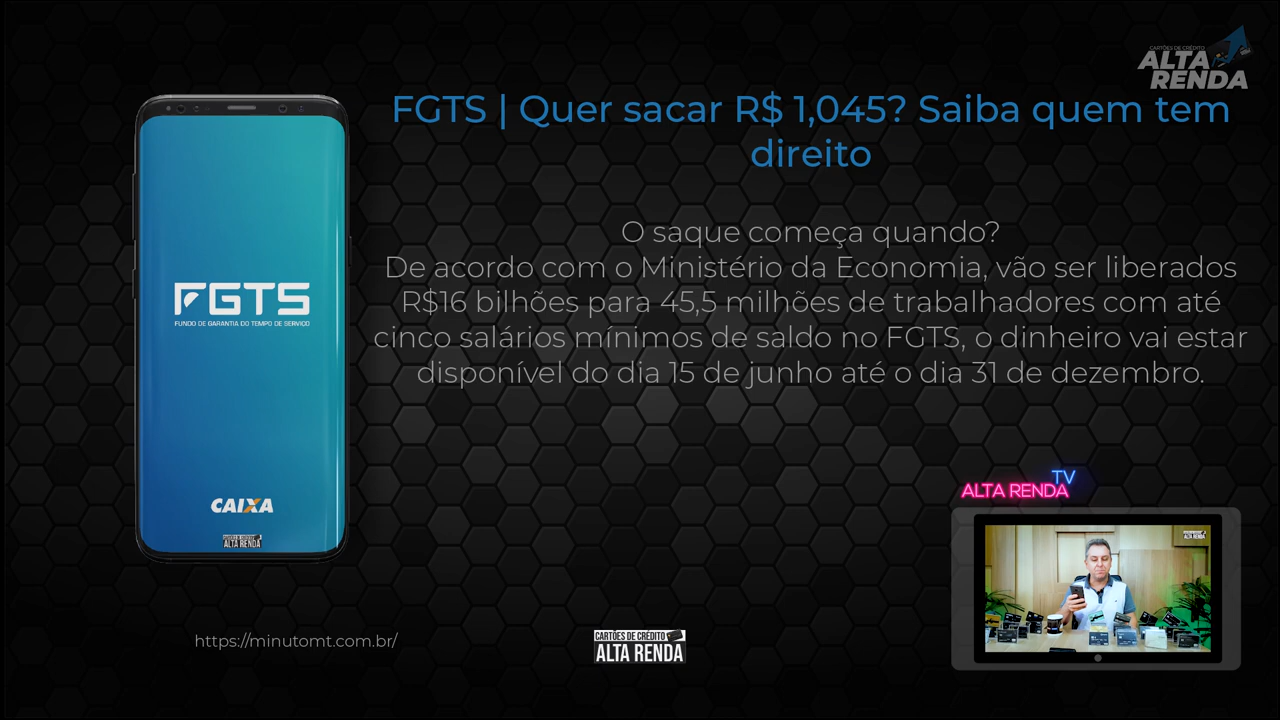 CARTÕES DE CRÉDITO
ALTA
RENDA
FGTS | Quer sacar R$ 1,045? Saiba quem tem
direito
O saque começa quando?
De acordo com o Ministério da Economia, vão ser liberados
R$16 bilhões para 45,5 milhões de trabalhadores com até
cinco salários mínimos de saldo no FGTS, o dinheiro vai estar
disponível do dia 15 de junho até o dia 31 de dezembro.
FGTS
FUNDO DE GARANTIA DO TEMPO DE SERVIÇO
CAIXA
ALTA RENDA
TV
ALTA RENDA
ALTA RENDA
https://minutomt.com.br/
CARTÕES DE CRÉDITO
ALTA RENDA